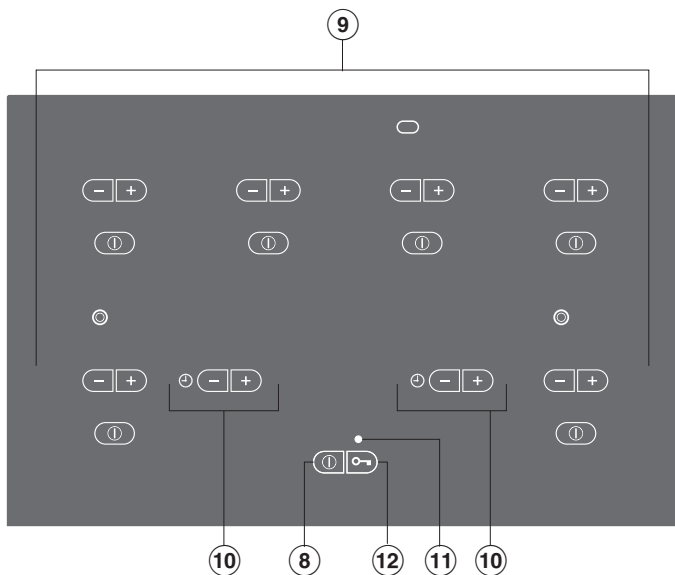 9
- + - + - + - +
- + - + - + - +
10 8 12 11 10